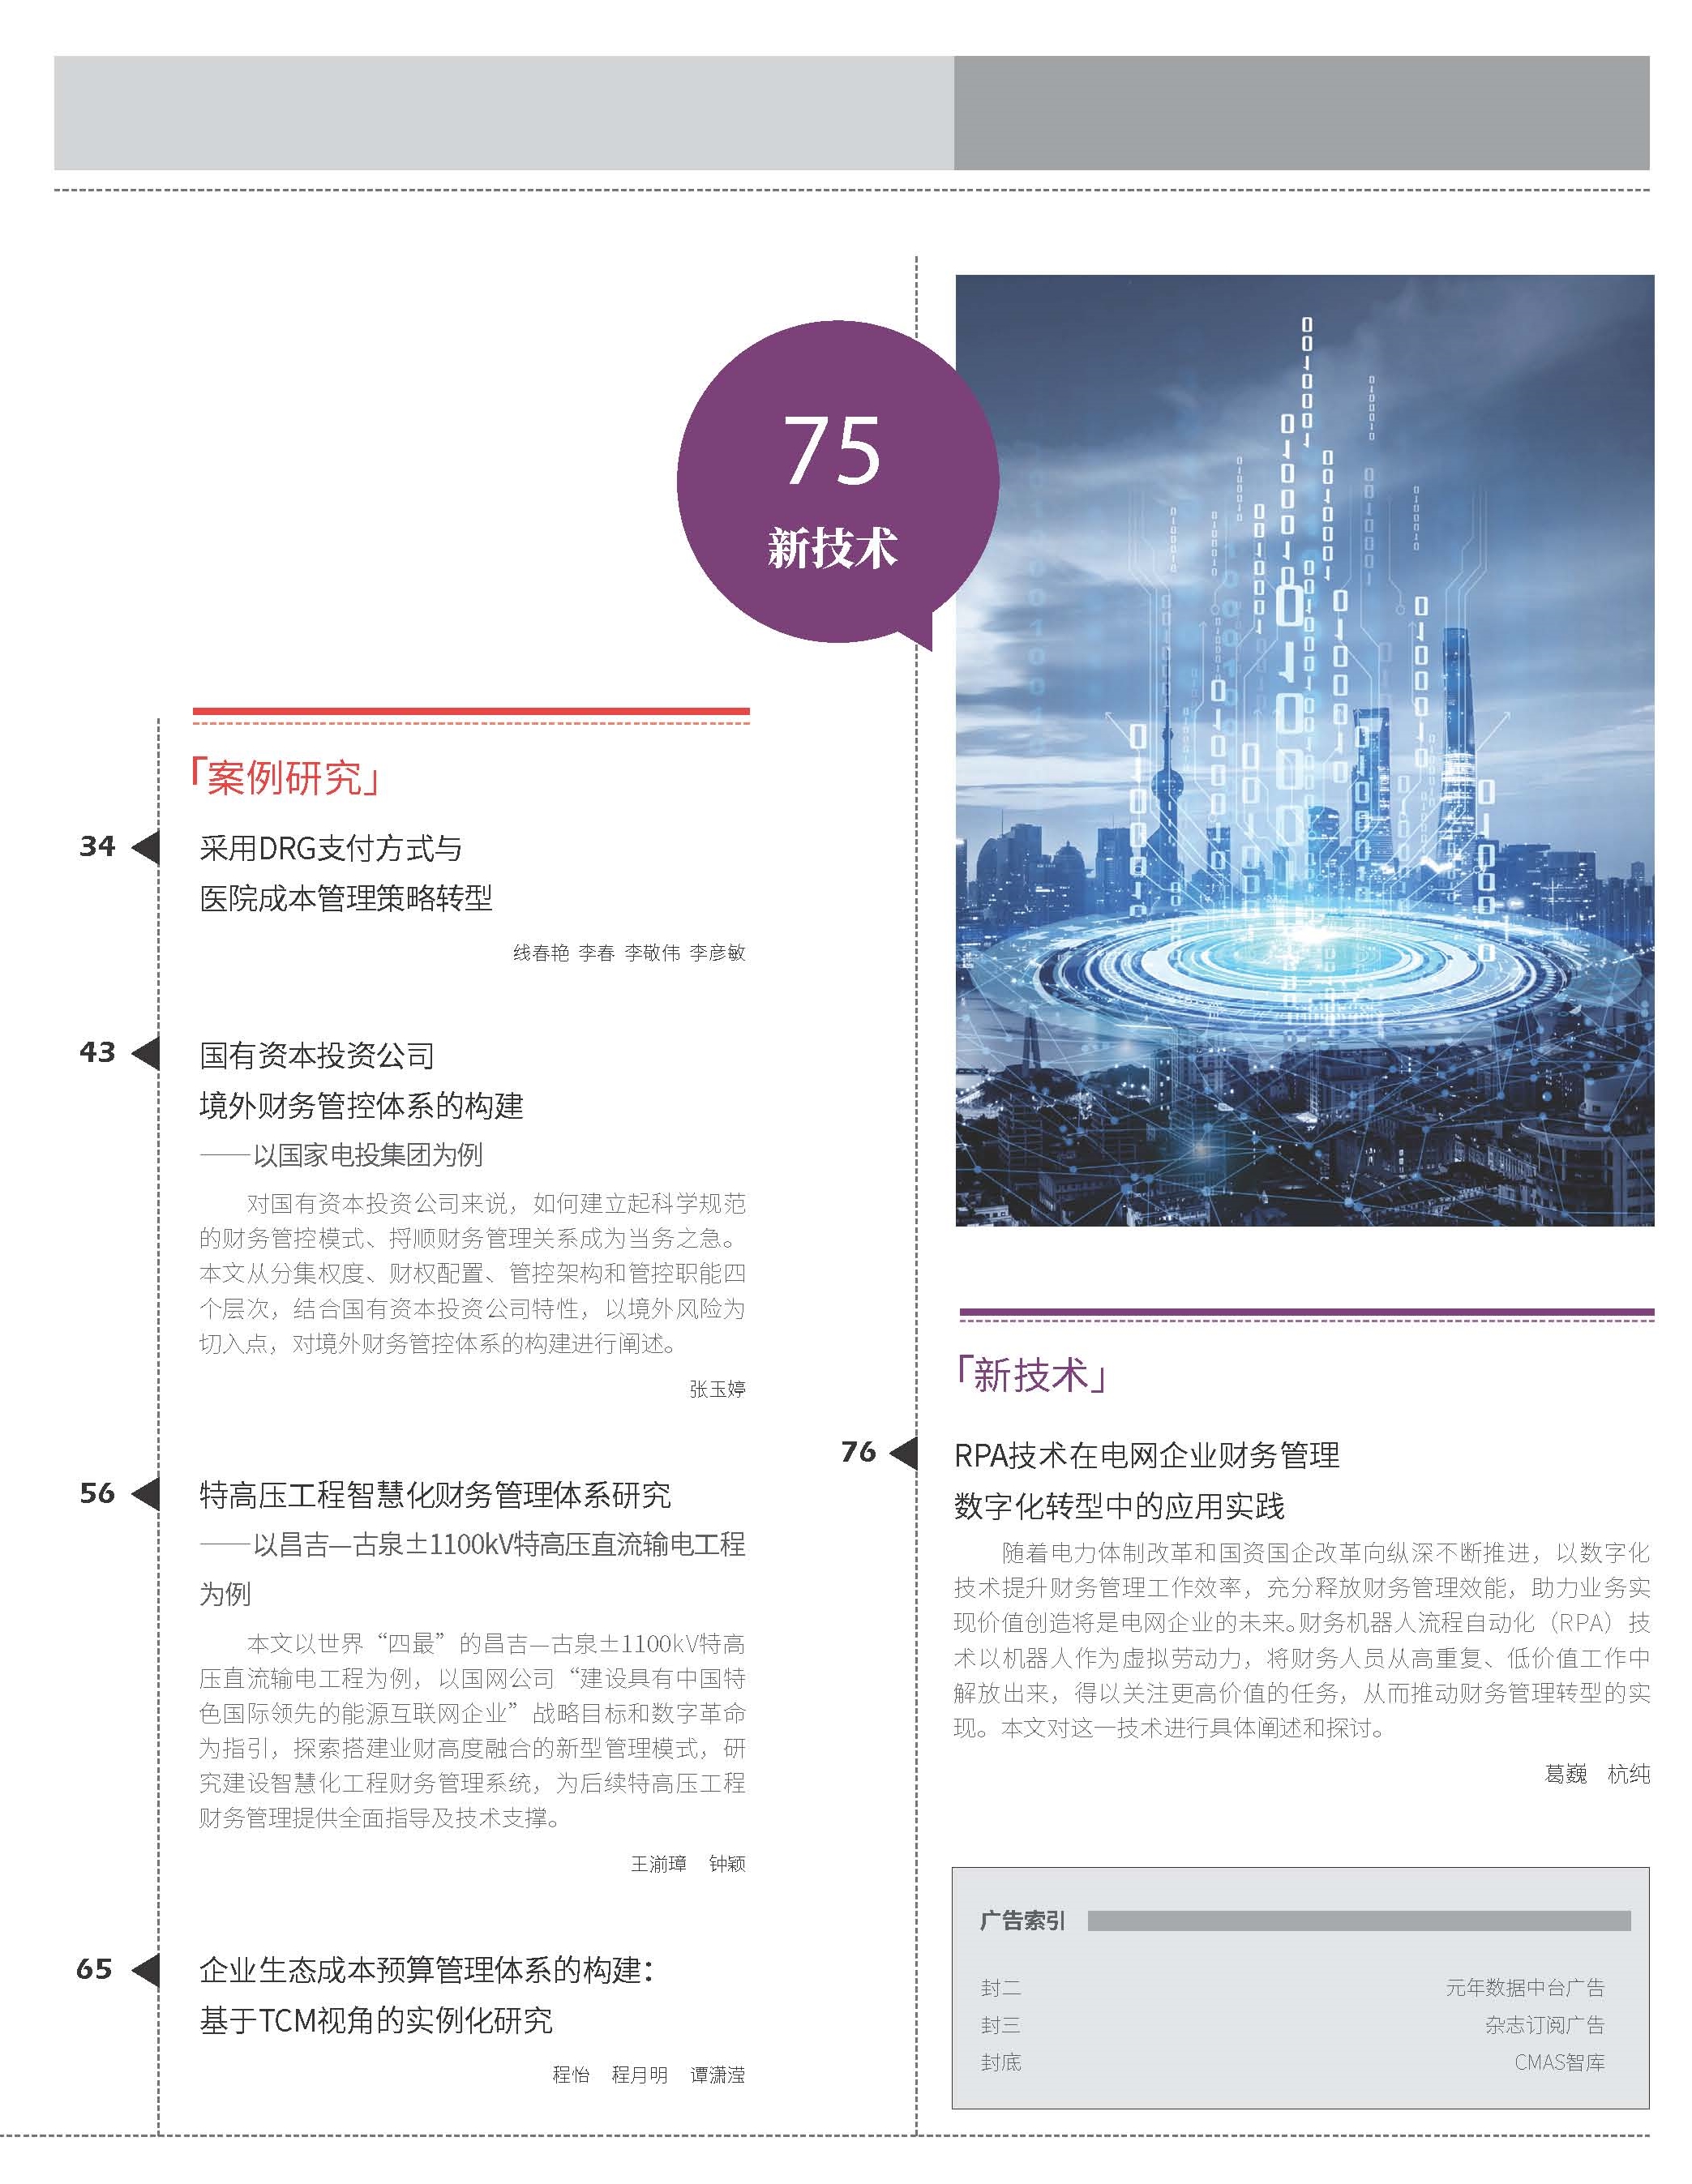 75
新技术
「案例研究」
34
采用DRG支付方式与
医院成本管理策略转型
线春艳 李春 李敬伟 李彦敏
43
国有资本投资公司
境外财务管控体系的构建
——以国家电投集团为例
对国有资本投资公司来说，如何建立起科学规范
的财务管控模式、捋顺财务管理关系成为当务之急。
本文从分集权度、财权配置、管控架构和管控职能四
个层次，结合国有资本投资公司特性，以境外风险为
切入点，对境外财务管控体系的构建进行阐述。
张玉婷
56
特高压工程智慧化财务管理体系研究
——以昌吉—古泉±1100kV特高压直流输电工程
为例
本文以世界“四最”的昌吉—古泉±1100kV特高
压直流输电工程为例，以国网公司“建设具有中国特
色国际领先的能源互联网企业”战略目标和数字革命
为指引，探索搭建业财高度融合的新型管理模式，研
究建设智慧化工程财务管理系统，为后续特高压工程
财务管理提供全面指导及技术支撑。
王湔璋 钟颖
65
企业生态成本预算管理体系的构建：
基于TCM视角的实例化研究
程怡 程月明 谭潇滢
「新技术」
76
RPA技术在电网企业财务管理
数字化转型中的应用实践
随着电力体制改革和国资国企改革向纵深不断推进，以数字化
技术提升财务管理工作效率，充分释放财务管理效能，助力业务实
现价值创造将是电网企业的未来。财务机器人流程自动化（RPA）技
术以机器人作为虚拟劳动力，将财务人员从高重复、低价值工作中
解放出来，得以关注更高价值的任务，从而推动财务管理转型的实
现。本文对这一技术进行具体阐述和探讨。
葛巍 杭纯
广告索引
封二 元年数据中台广告
封三 杂志订阅广告
封底 CMAS智库